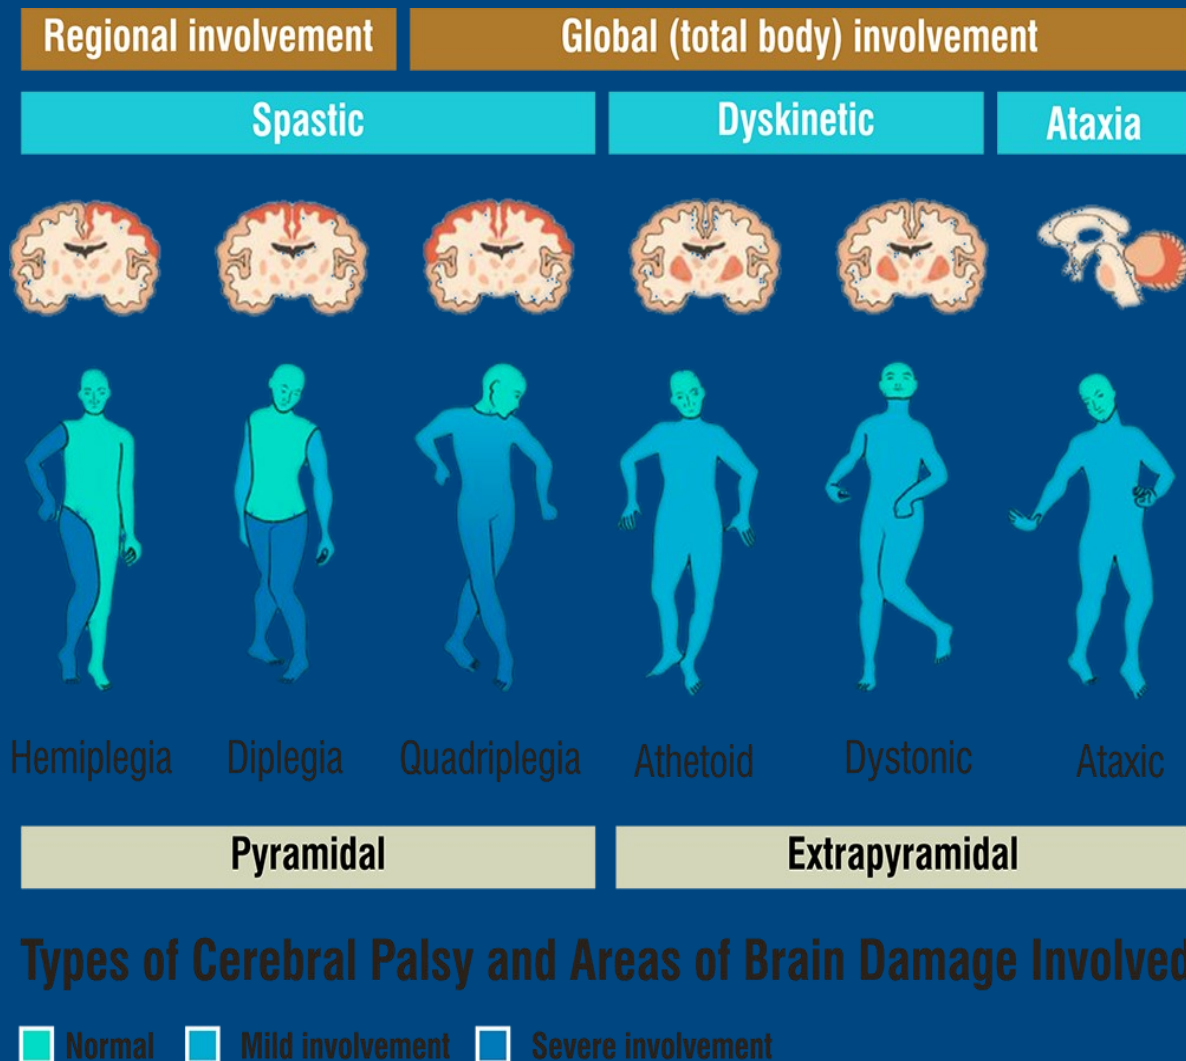 Regional involvement Global (total body) involvement
Spastic Dyskinetic Ataxia
Hemiplegia Diplegia Quadriplegia Athetoid Dystonic Ataxic
Pyramidal Extrapyramidal
Types of Cerebral Palsy and Areas of Brain Damage Involved
Normal Mild involvement Severe involvement